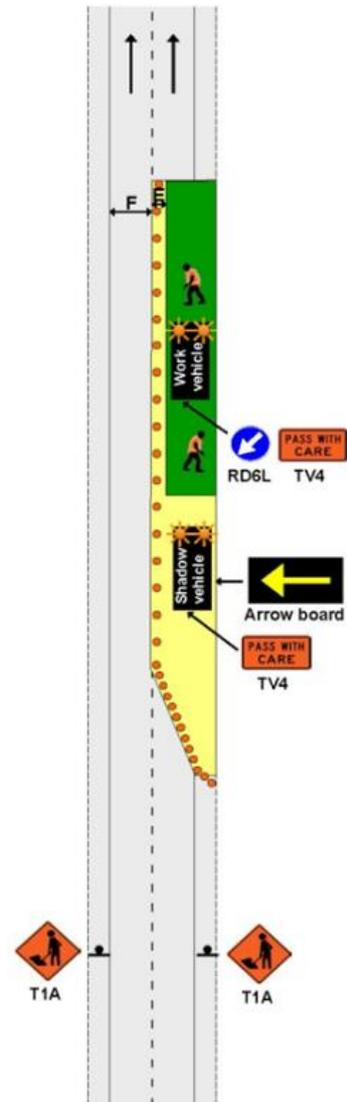 F
E
Work
vehicle
PASS WITH
CARE
RD6L
TV4
Shadow
vehicle
Arrow board
PASS WITH
CARE
TV4
T1A
T1A